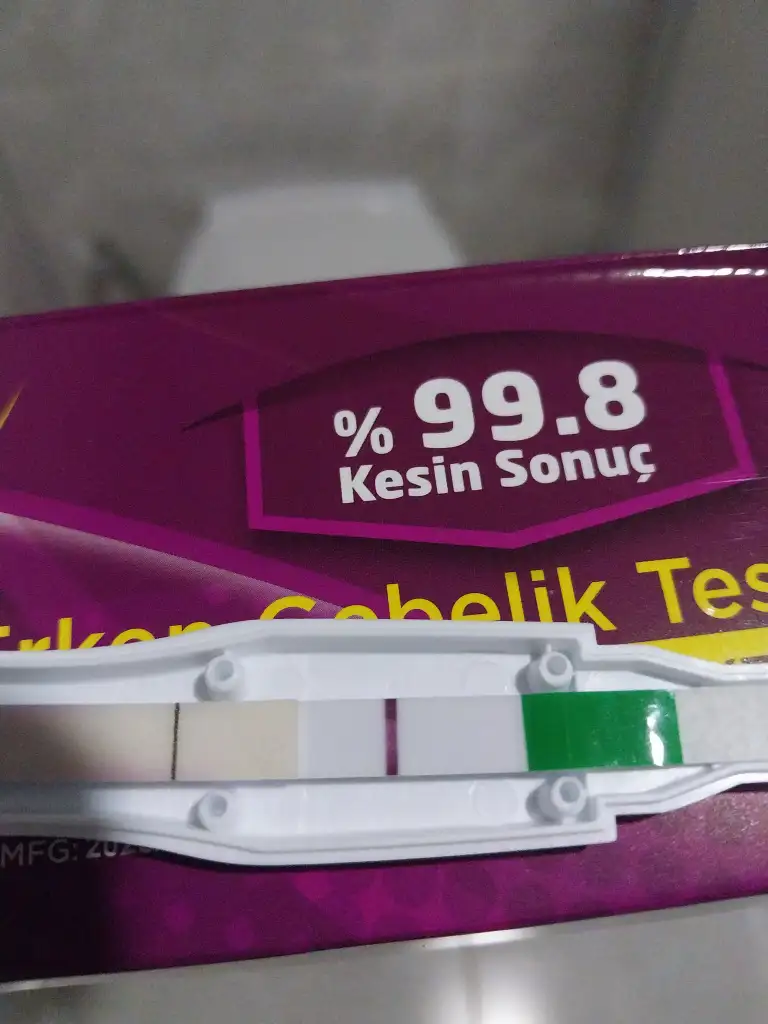 % 99.8
Kesin Sonuç
Gebelik
MFG: